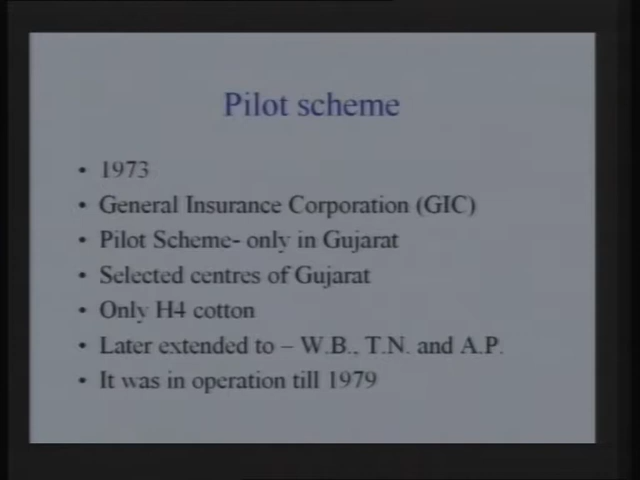 Pilot scheme
• 1973
• General Insurance Corporation (GIC)
• Pilot Scheme- only in Gujarat
• Selected centres of Gujarat
• Only H4 cotton
• Later extended to – W.B., T.N. and A.P.
• It was in operation till 1979